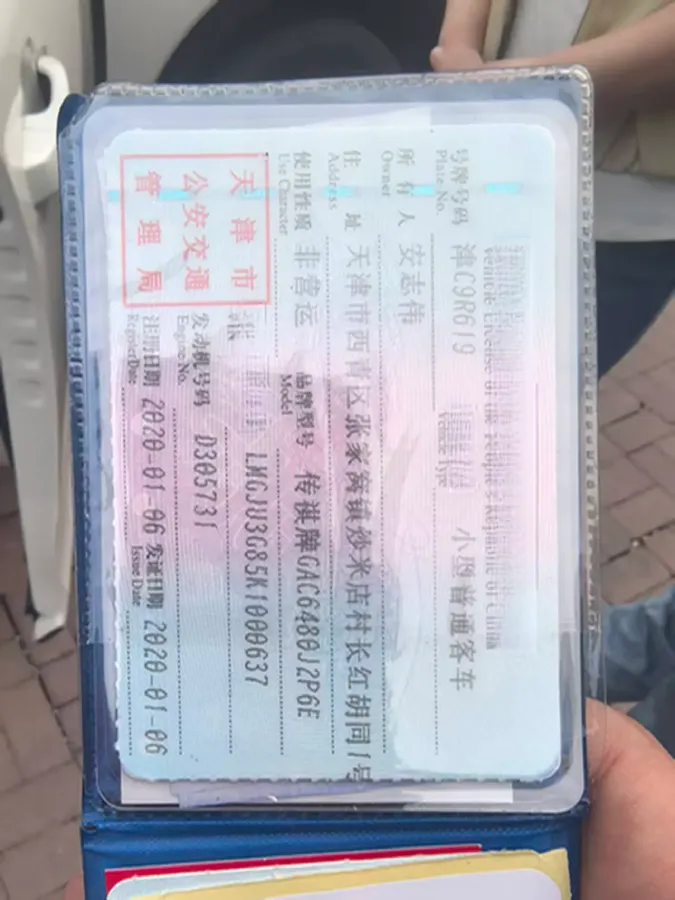 Vehicle License of the People's Republic of China
号牌号码 津C9R619 小型普通客车
Plate No. Vehicle Type
所有人 安志伟
Owner
住址 天津市西青区张家窝镇炒米店村长红胡同1号
Address
使用性质 非营运 品牌型号 传祺牌GAC6480J2P6E
Use Character Model
天津市
公安交通
管理局
LMGJU3G85K1000637
发动机号码 D305731
Engine No.
注册日期 2020-01-06 发证日期 2020-01-06
Register Date Issue Date